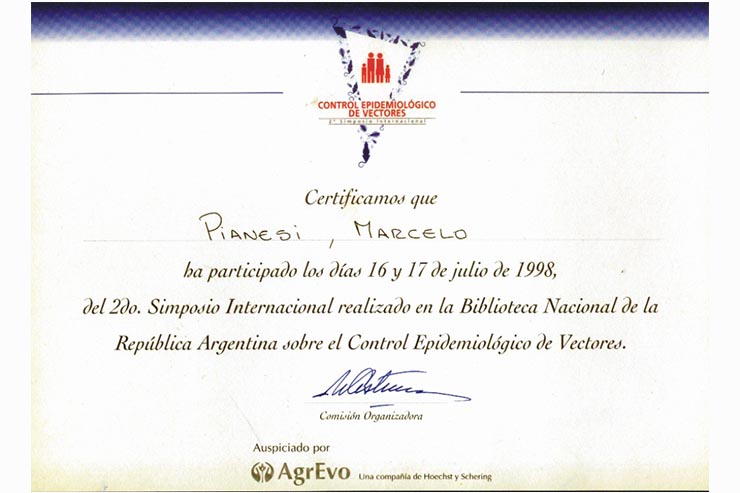 CONTROL EPIDEMIOLÓGICO
DE VECTORES
2º Simposio Internacional
Certificamos que
PIANESI, MARCELO
ha participado los días 16 y 17 de julio de 1998,
del 2do. Simposio Internacional realizado en la Biblioteca Nacional de la
República Argentina sobre el Control Epidemiológico de Vectores.
Comisión Organizadora
Auspiciado por
AgrEvo Una compañía de Hoechst y Schering